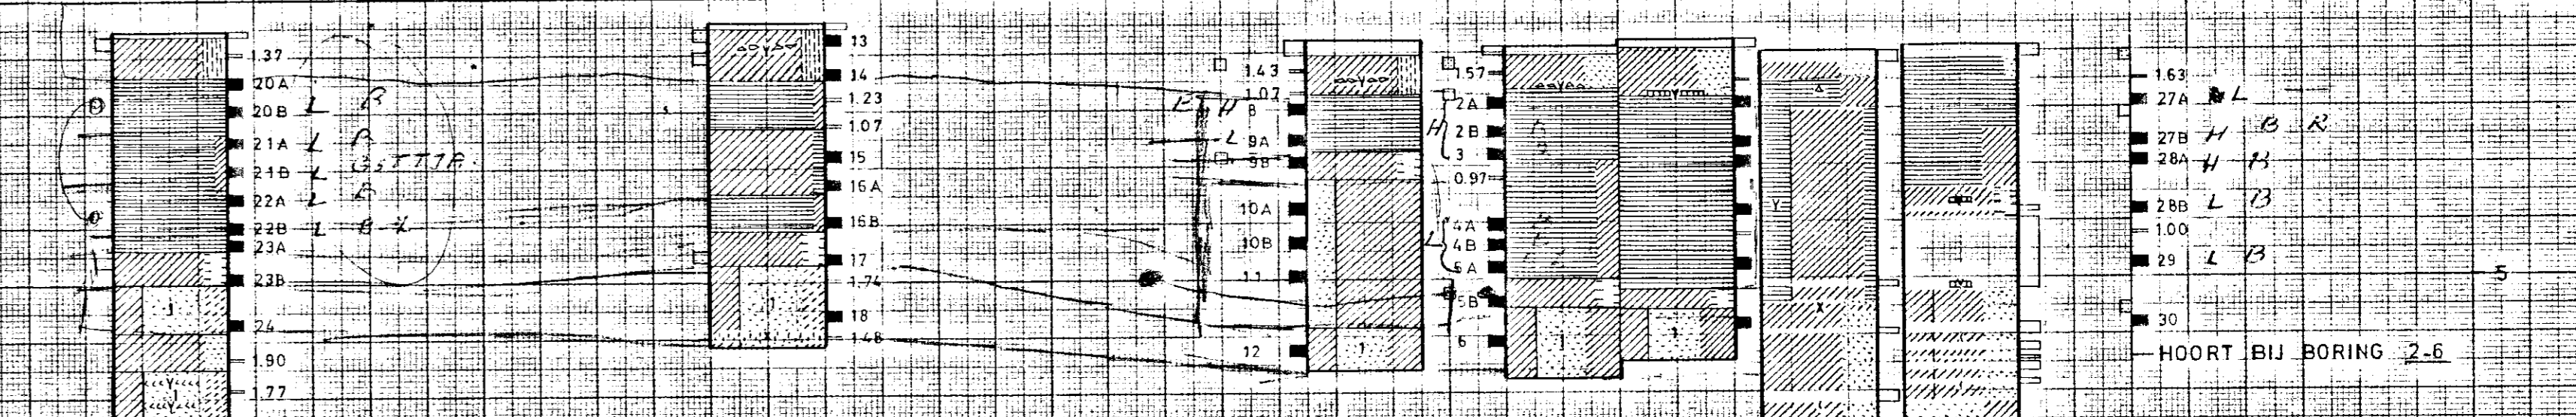 1.37
20A
20B L B
21A L B
21B L GYTTJA
22A L B
22B L B
23A
23B
24
1.90
1.77
13
14
1.23
1.07
15
16A
16B
17
1.74
18
1.48
1.43
1.07
H 8
L 9A
9B
10A
10B
11
12
1.57
2A
H 2B
3
0.97
4A
L 4B
5A
5B
6
1.63
27A L
27B H B R
28A H B
28B L B
1.00
29 L B
5
30
HOORT BIJ BORING 2-6